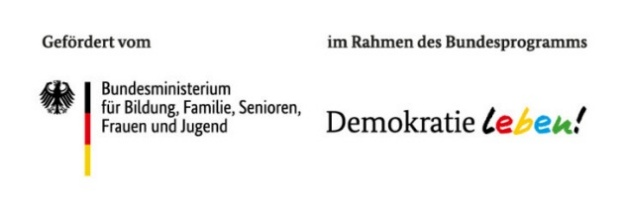 Gefördert vom
im Rahmen des Bundesprogramms
Bundesministerium
für Bildung, Familie, Senioren,
Frauen und Jugend
Demokratie Leben!